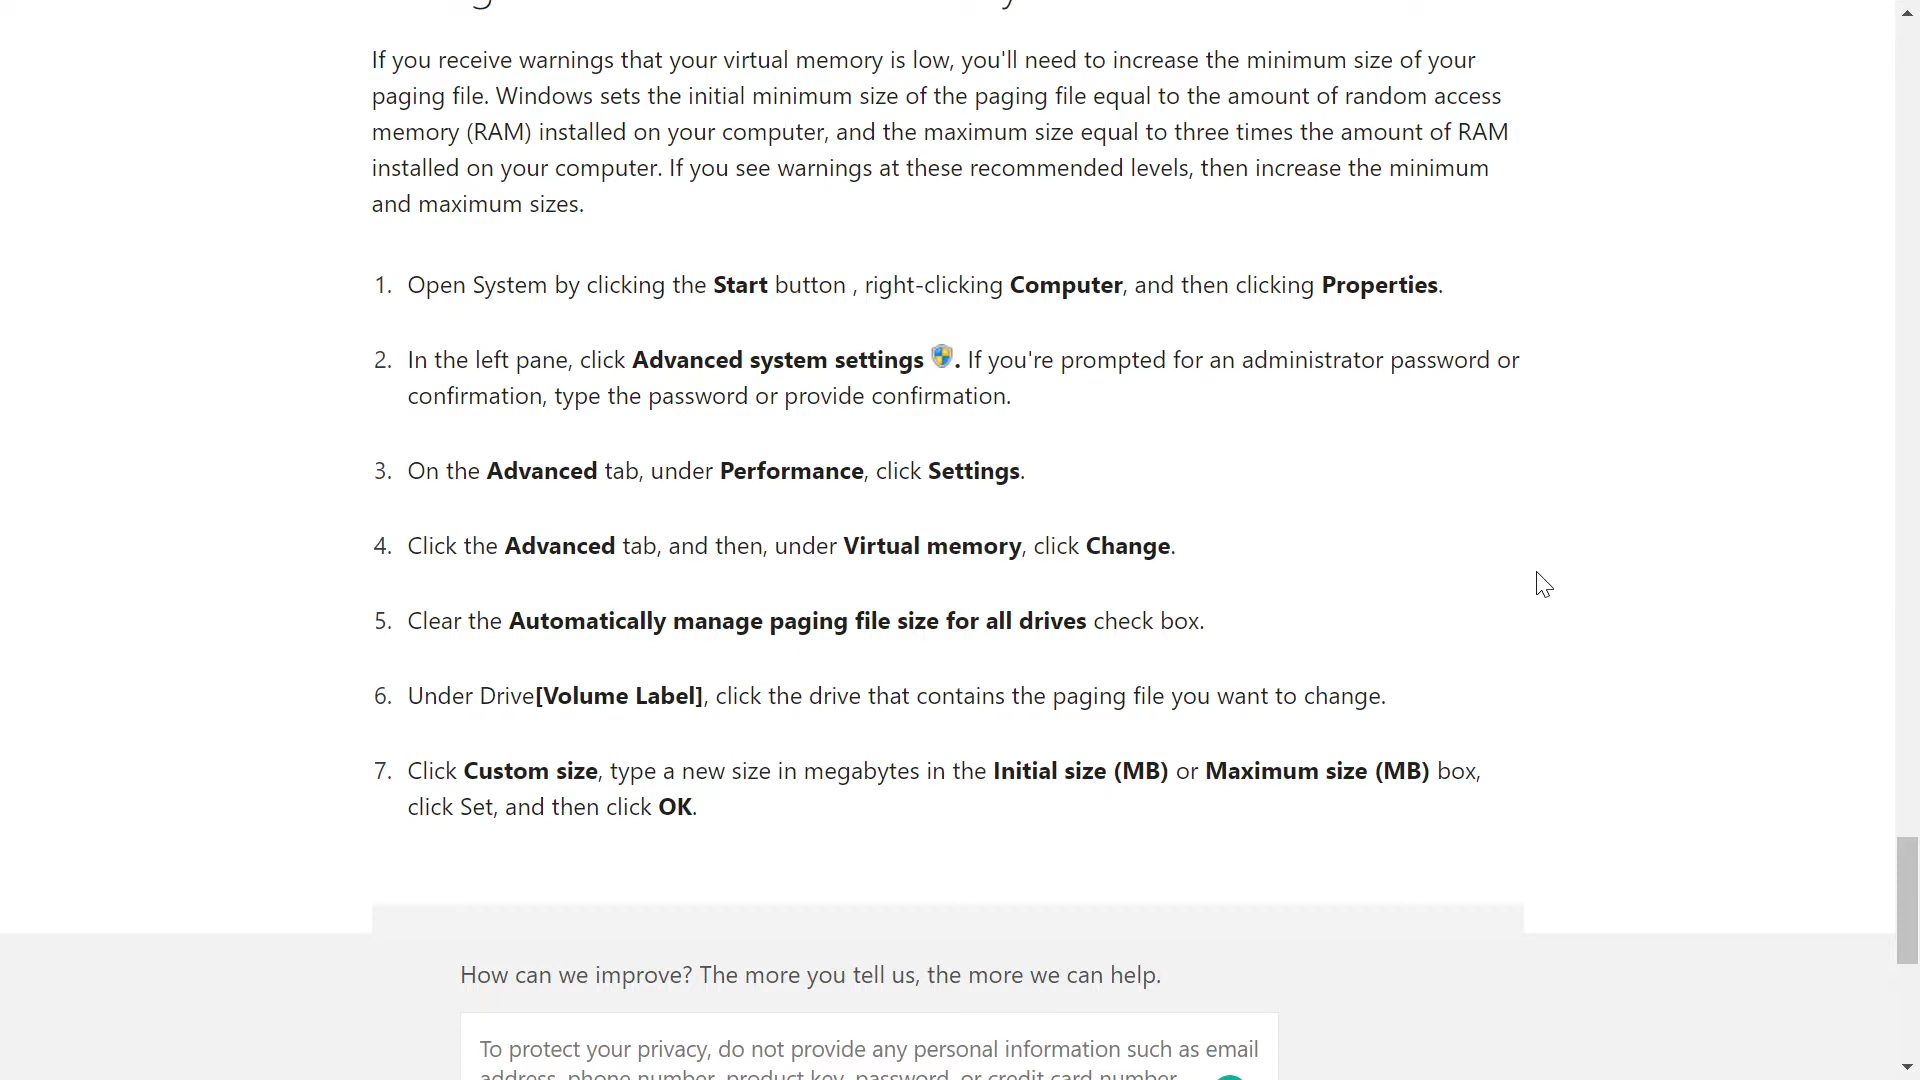 If you receive warnings that your virtual memory is low, you'll need to increase the minimum size of your
paging file. Windows sets the initial minimum size of the paging file equal to the amount of random access
memory (RAM) installed on your computer, and the maximum size equal to three times the amount of RAM
installed on your computer. If you see warnings at these recommended levels, then increase the minimum
and maximum sizes.
1. Open System by clicking the Start button , right-clicking Computer, and then clicking Properties.
2. In the left pane, click Advanced system settings . If you're prompted for an administrator password or
confirmation, type the password or provide confirmation.
3. On the Advanced tab, under Performance, click Settings.
4. Click the Advanced tab, and then, under Virtual memory, click Change.
5. Clear the Automatically manage paging file size for all drives check box.
6. Under Drive[Volume Label], click the drive that contains the paging file you want to change.
7. Click Custom size, type a new size in megabytes in the Initial size (MB) or Maximum size (MB) box,
click Set, and then click OK.
How can we improve? The more you tell us, the more we can help.
To protect your privacy, do not provide any personal information such as email
address, phone number, product key, password, or credit card number.